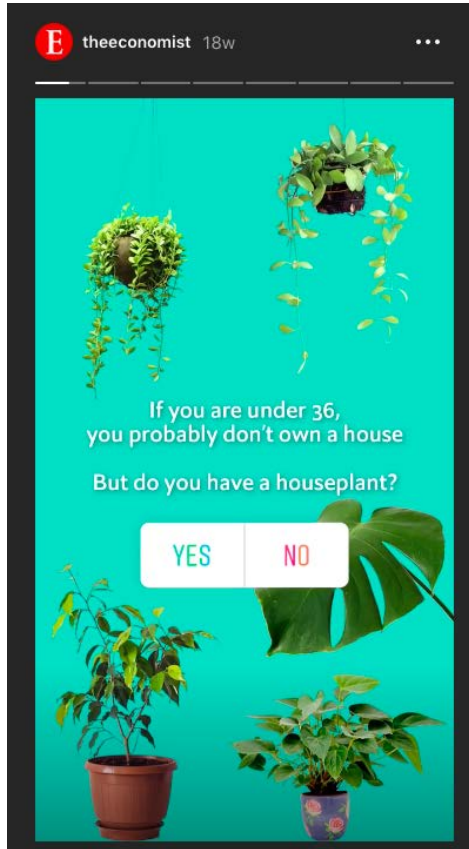 E theeconomist 18w
If you are under 36,
you probably don't own a house
But do you have a houseplant?
YES NO